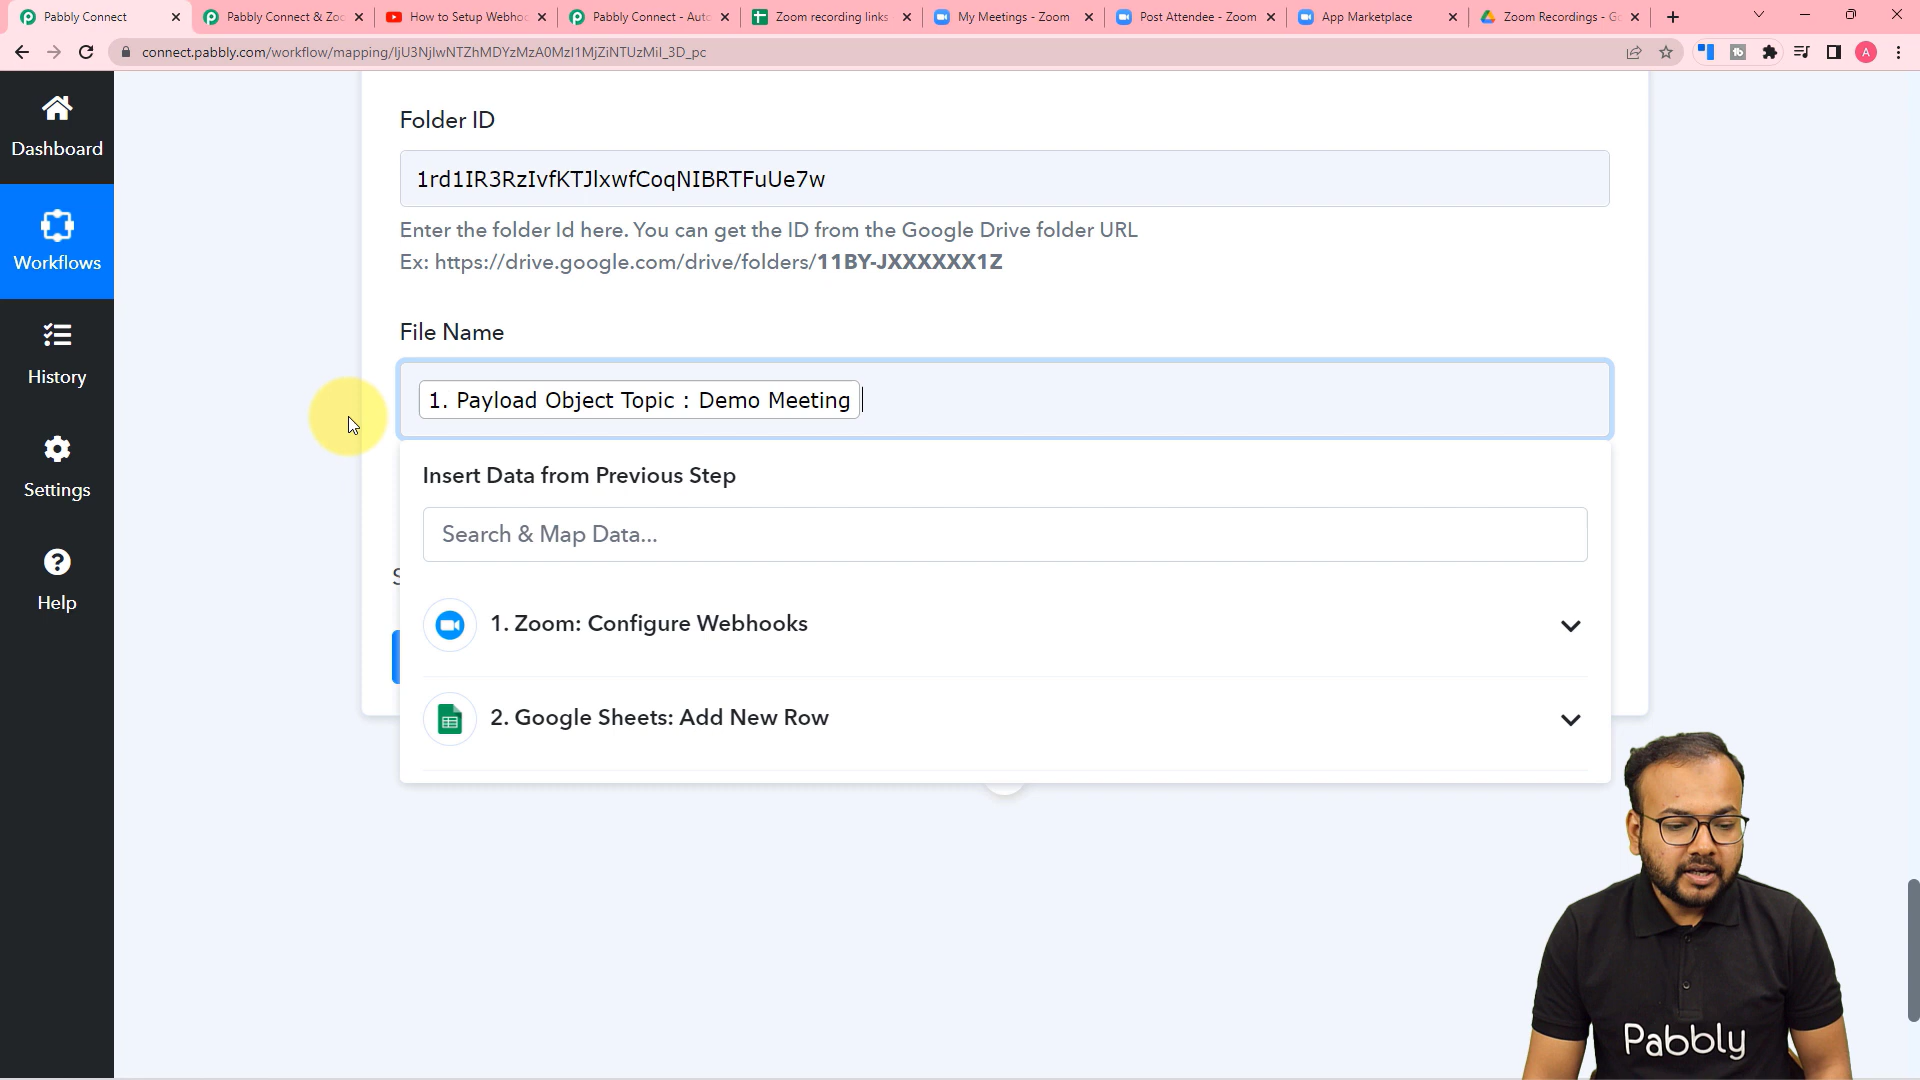 Pabbly Connect
Pabbly Connect & Zoo
How to Setup Webhoo
Pabbly Connect - Auto
Zoom recording links
My Meetings - Zoom
Post Attendee - Zoom
App Marketplace
Zoom Recordings - Go
connect.pabbly.com/workflow/mapping/IjU3NjIwNTZhMDYzMzA0MzI1MjZiNTUzMiI_3D_pc
A
Dashboard
Workflows
History
Settings
Help
Folder ID
1rd1IR3RzIvfKTJlxwfCoqNIBRTFuUe7w
Enter the folder Id here. You can get the ID from the Google Drive folder URL
Ex: https://drive.google.com/drive/folders/11BY-JXXXXXX1Z
File Name
1. Payload Object Topic : Demo Meeting
Insert Data from Previous Step
Search & Map Data...
1. Zoom: Configure Webhooks
2. Google Sheets: Add New Row
Pabbly